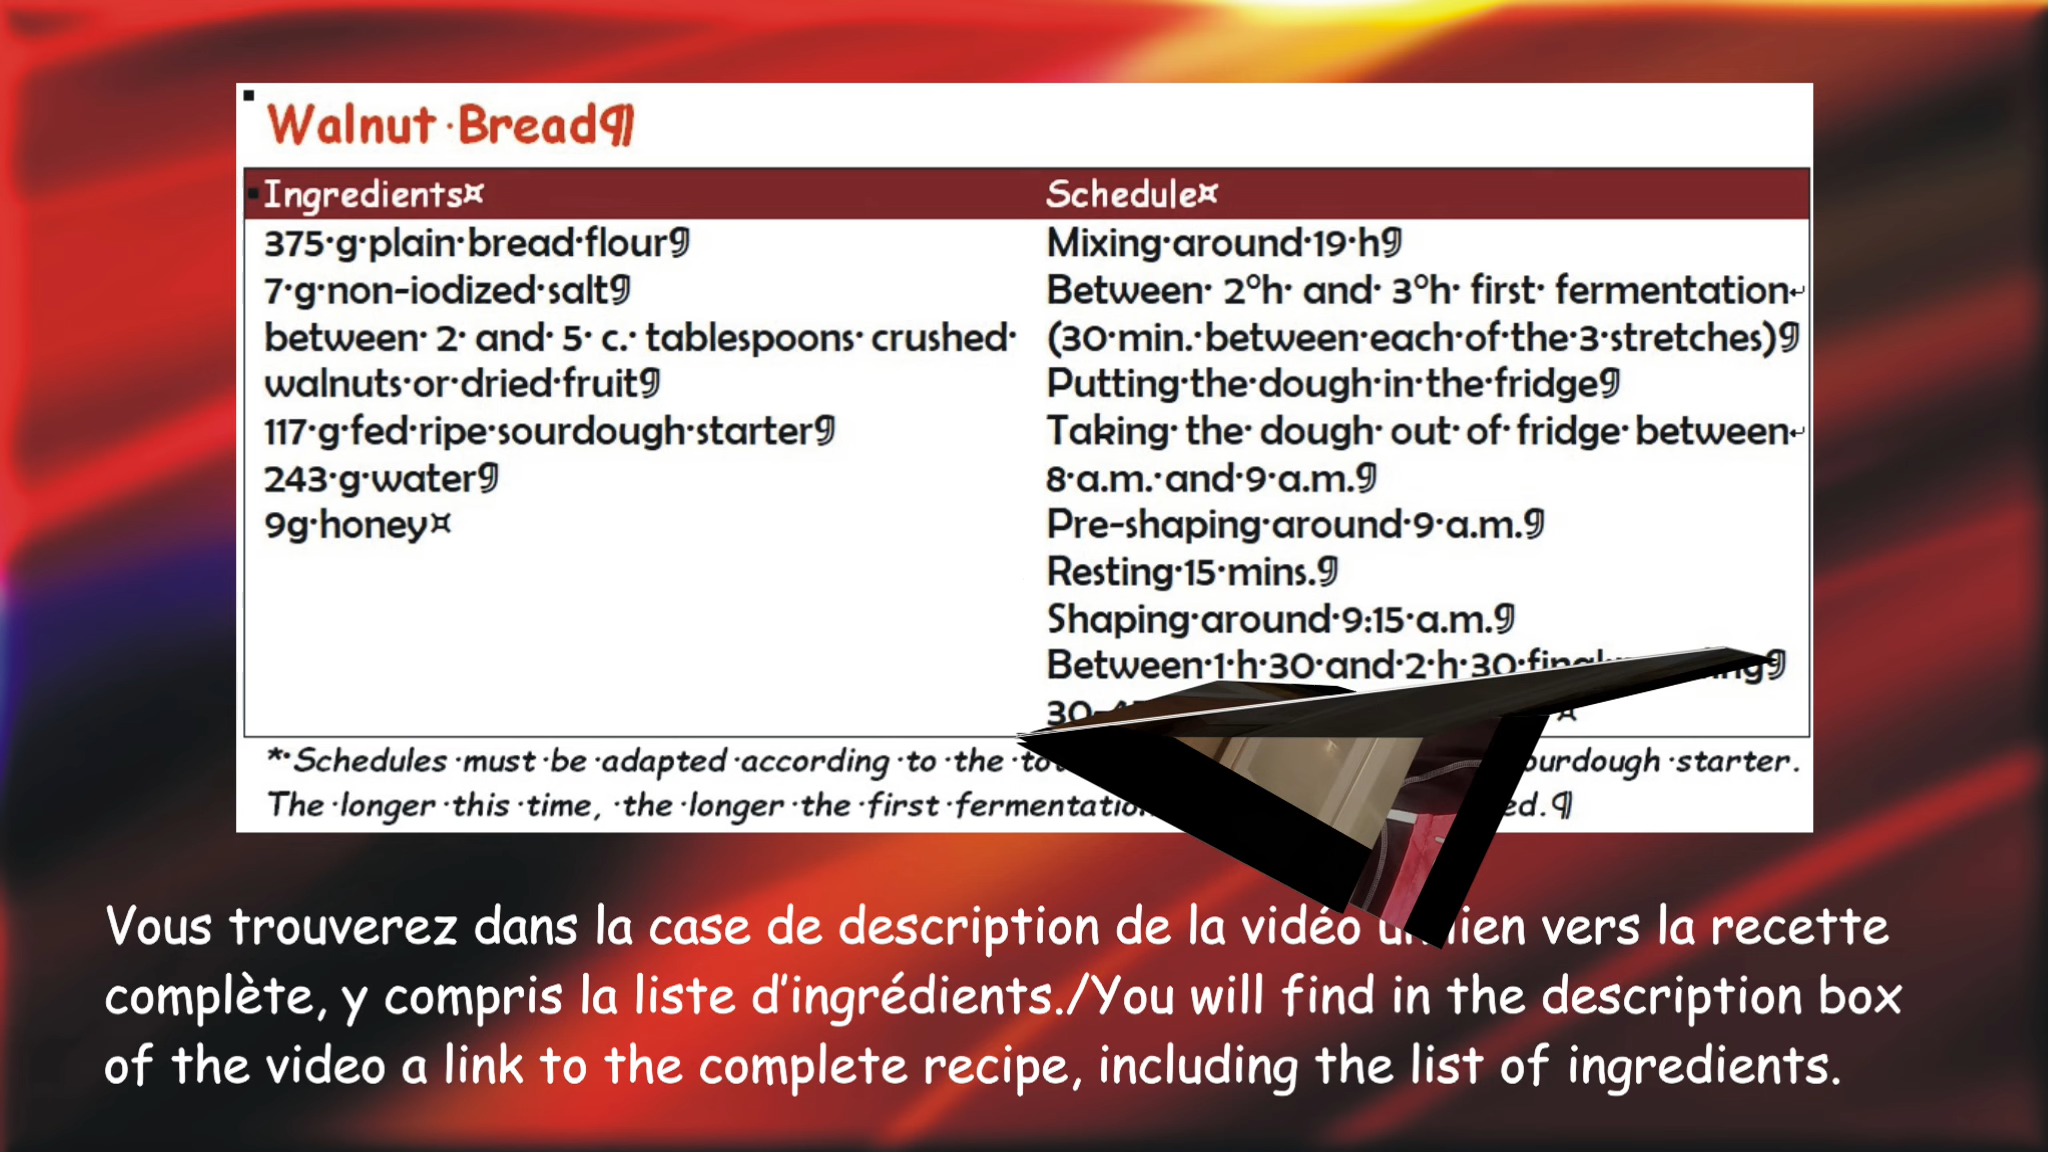 Walnut·Bread¶
Ingredients¤
375·g·plain·bread·flour¶
7·g·non-iodized·salt¶
between· 2· and· 5· c.· tablespoons· crushed·
walnuts·or·dried·fruit¶
117·g·fed·ripe·sourdough·starter¶
243·g·water¶
9g·honey¤
Schedule¤
Mixing·around·19·h¶
Between· 2°h· and· 3°h· first· fermentation↵
(30·min.·between·each·of·the·3·stretches)¶
Putting·the·dough·in·the·fridge¶
Taking· the· dough· out· of· fridge· between↵
8·a.m.·and·9·a.m.¶
Pre-shaping·around·9·a.m.¶
Resting·15·mins.¶
Shaping·around·9:15·a.m.¶
Between·1·h·30·and·2·h·30·
*·Schedules·must·be·adapted·according·to·the· sourdough·starter.
The·longer·this·time,··the·longer·the·first·fermentation
Vous trouverez dans la case de description de la vidéo un lien vers la recette
complète, y compris la liste d'ingrédients./You will find in the description box
of the video a link to the complete recipe, including the list of ingredients.